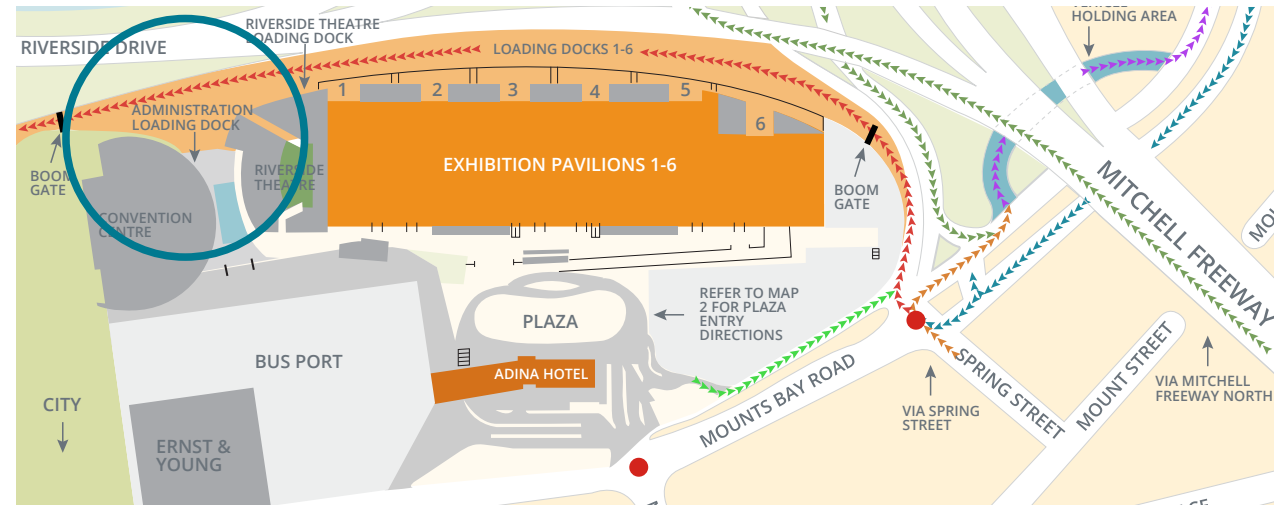 VEHICLE
HOLDING AREA
RIVERSIDE THEATRE
LOADING DOCK
RIVERSIDE DRIVE
LOADING DOCKS 1-6
1
2
3
4
5
6
ADMINISTRATION
LOADING DOCK
EXHIBITION PAVILIONS 1-6
BOOM
GATE
RIVERSIDE
THEATRE
BOOM
GATE
CONVENTION
CENTRE
MITCHELL FREEWAY
REFER TO MAP
2 FOR PLAZA
ENTRY
DIRECTIONS
PLAZA
BUS PORT
ADINA HOTEL
CITY
ERNST &
YOUNG
MOUNTS BAY ROAD
SPRING STREET
MOUNT STREET
VIA SPRING
STREET
VIA MITCHELL
FREEWAY NORTH